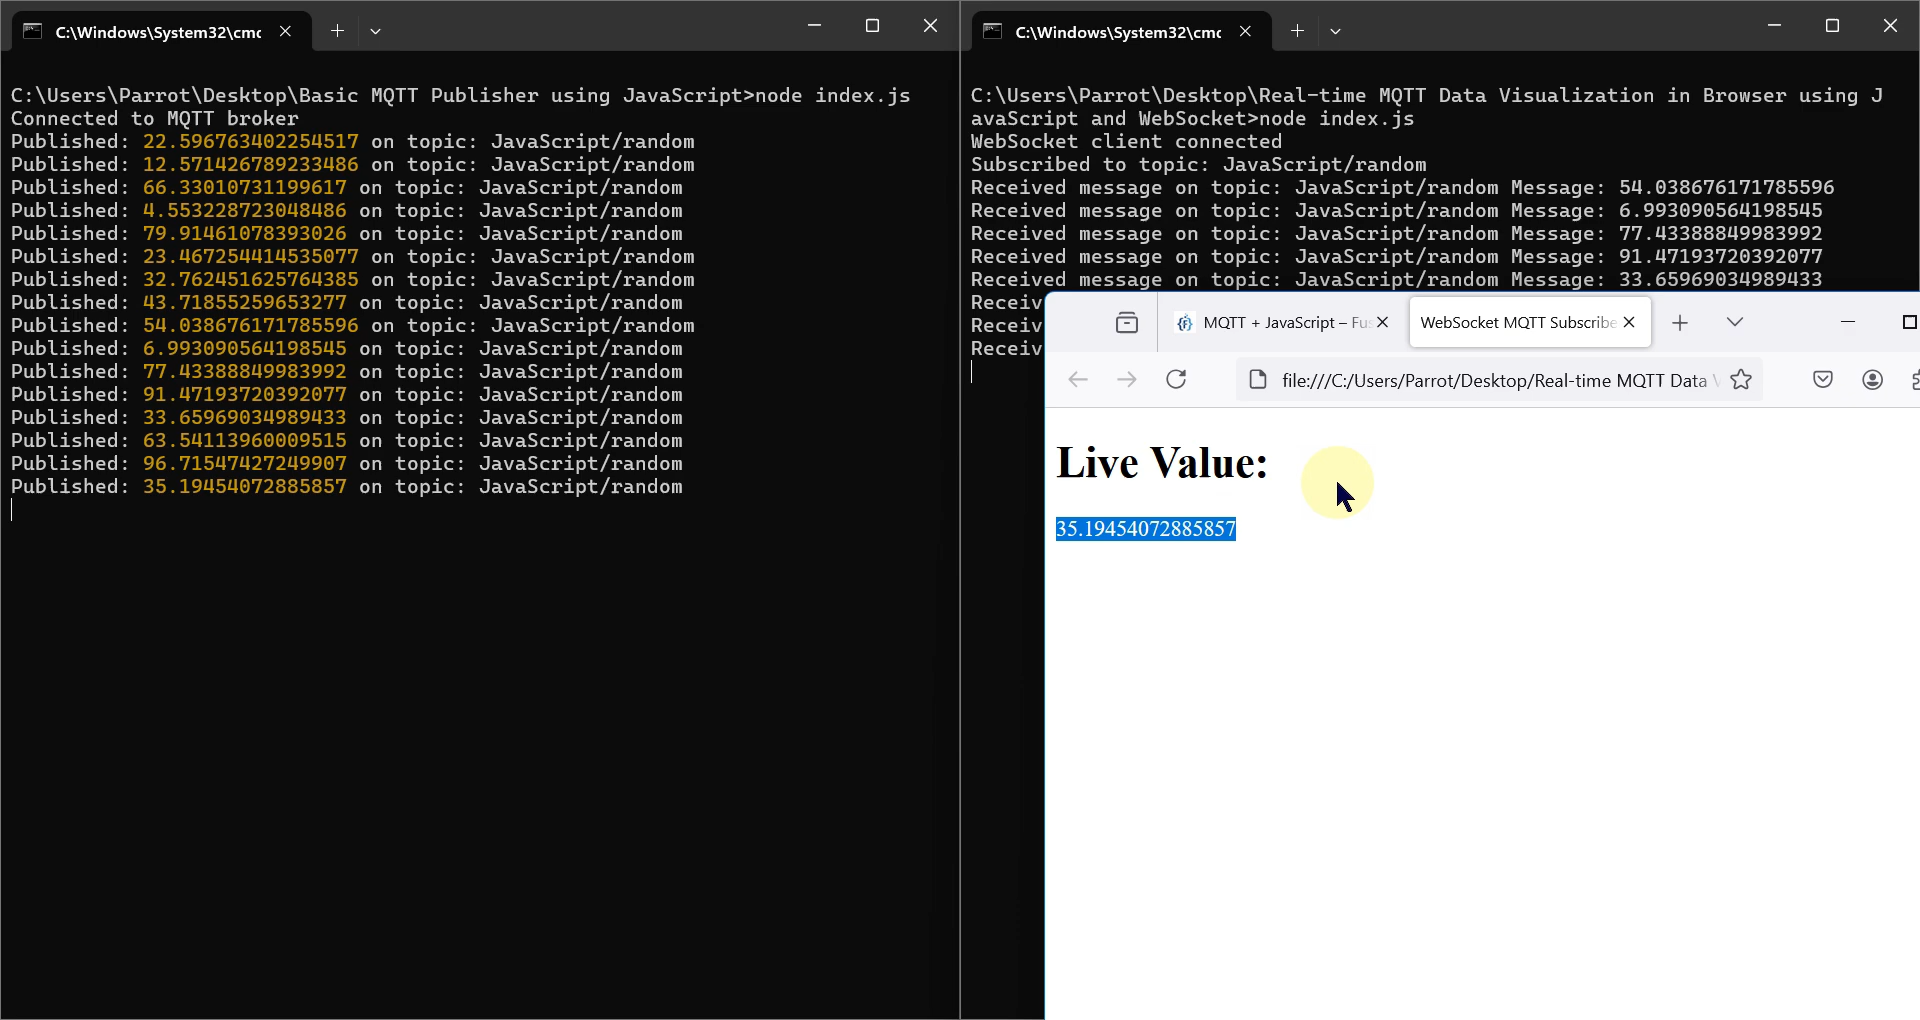 C:\Windows\System32\cmc
C:\Users\Parrot\Desktop\Basic MQTT Publisher using JavaScript>node index.js
Connected to MQTT broker
Published: 22.596763402254517 on topic: JavaScript/random
Published: 12.571426789233486 on topic: JavaScript/random
Published: 66.33010731199617 on topic: JavaScript/random
Published: 4.553228723048486 on topic: JavaScript/random
Published: 79.91461078393026 on topic: JavaScript/random
Published: 23.467254414535077 on topic: JavaScript/random
Published: 32.762451625764385 on topic: JavaScript/random
Published: 43.71855259653277 on topic: JavaScript/random
Published: 54.038676171785596 on topic: JavaScript/random
Published: 6.993090564198545 on topic: JavaScript/random
Published: 77.43388849983992 on topic: JavaScript/random
Published: 91.47193720392077 on topic: JavaScript/random
Published: 33.65969034989433 on topic: JavaScript/random
Published: 63.54113960009515 on topic: JavaScript/random
Published: 96.71547427249907 on topic: JavaScript/random
Published: 35.19454072885857 on topic: JavaScript/random
C:\Windows\System32\cmc
C:\Users\Parrot\Desktop\Real-time MQTT Data Visualization in Browser using J
avaScript and WebSocket>node index.js
WebSocket client connected
Subscribed to topic: JavaScript/random
Received message on topic: JavaScript/random Message: 54.038676171785596
Received message on topic: JavaScript/random Message: 6.993090564198545
Received message on topic: JavaScript/random Message: 77.43388849983992
Received message on topic: JavaScript/random Message: 91.47193720392077
Received message on topic: JavaScript/random Message: 33.65969034989433
Receiv
Receiv
Receiv
MQTT + JavaScript – Fus
WebSocket MQTT Subscribe
file:///C:/Users/Parrot/Desktop/Real-time MQTT Data
Live Value:
35.19454072885857